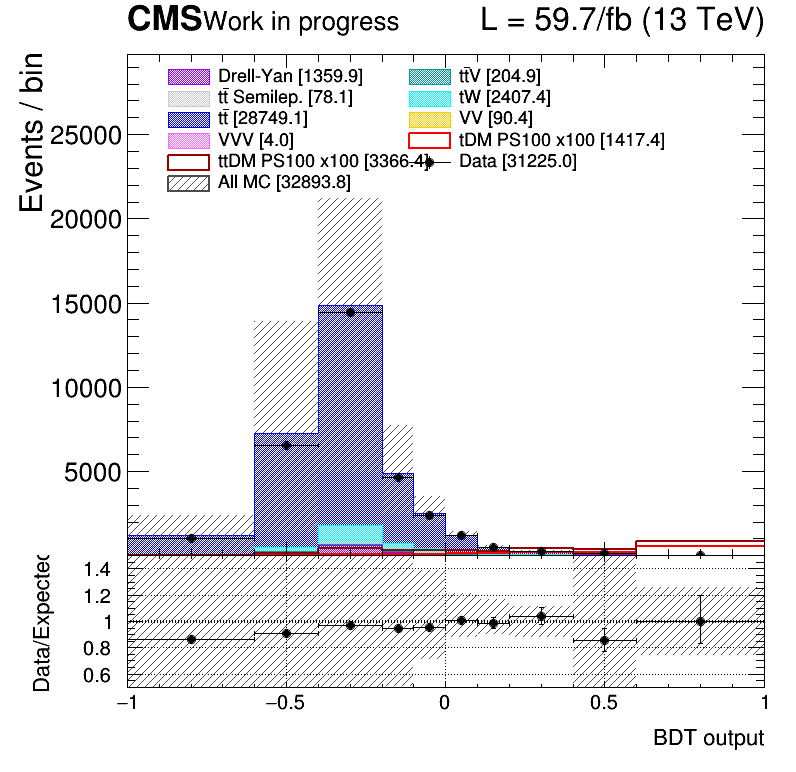 CMS Work in progress L = 59.7/fb (13 TeV)
Events / bin
Drell-Yan [1359.9] tt̄V [204.9]
tt̄ Semilep. [78.1] tW [2407.4]
tt̄ [28749.1] VV [90.4]
VVV [4.0] tDM PS100 x100 [1417.4]
ttDM PS100 x100 [3366.4] Data [31225.0]
All MC [32893.8]
25000
20000
15000
10000
5000
Data/Expected
1.4
1.2
1
0.8
0.6
−1 −0.5 0 0.5 1
BDT output